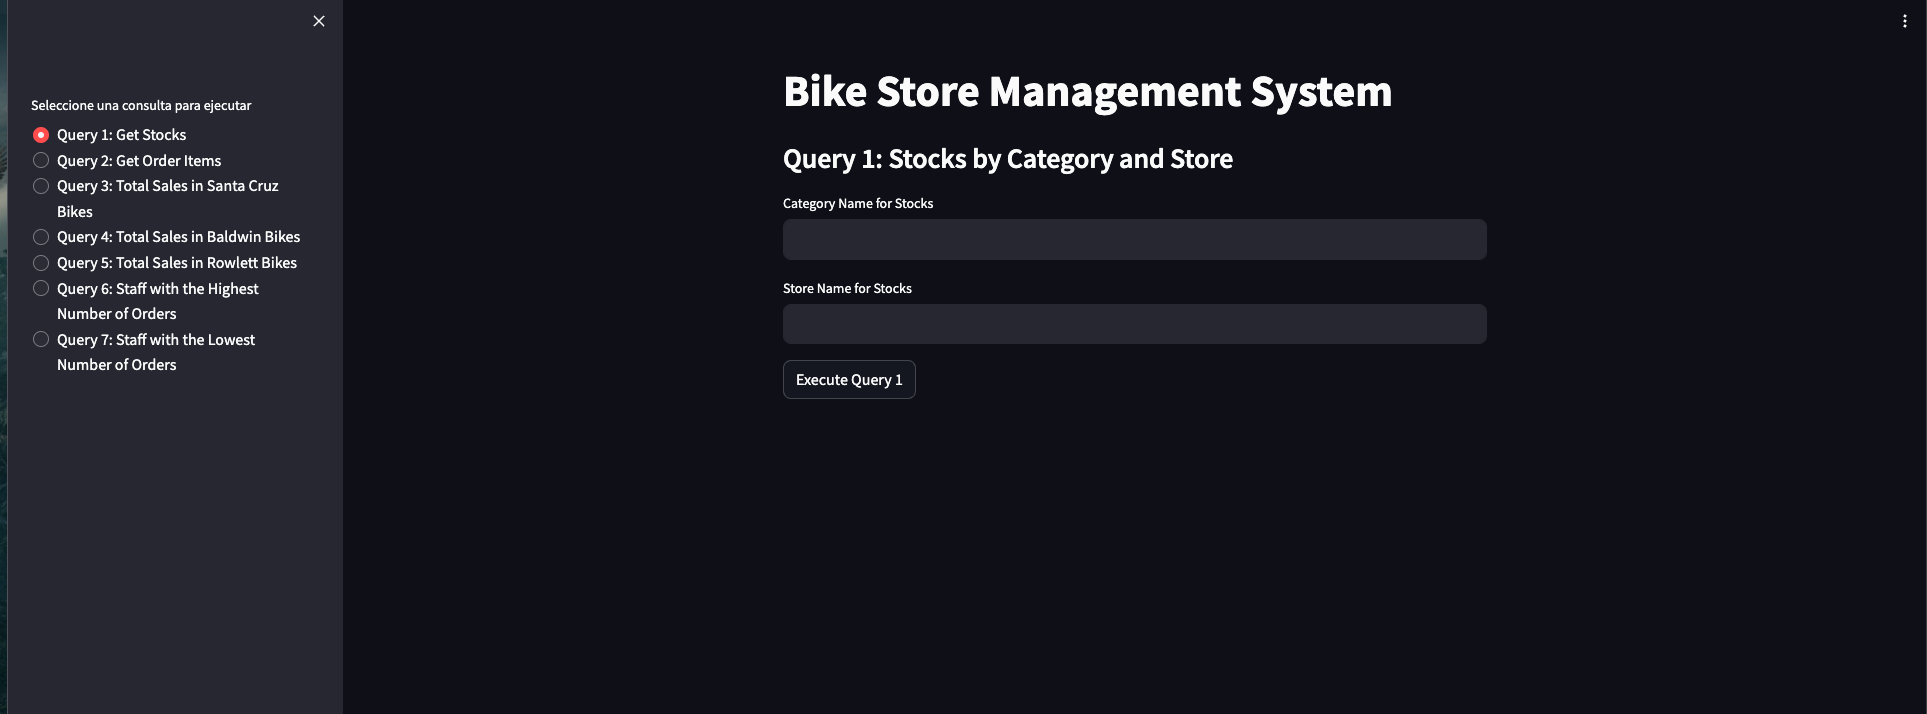 Seleccione una consulta para ejecutar
Query 1: Get Stocks
Query 2: Get Order Items
Query 3: Total Sales in Santa Cruz
Bikes
Query 4: Total Sales in Baldwin Bikes
Query 5: Total Sales in Rowlett Bikes
Query 6: Staff with the Highest
Number of Orders
Query 7: Staff with the Lowest
Number of Orders
Bike Store Management System
Query 1: Stocks by Category and Store
Category Name for Stocks
Store Name for Stocks
Execute Query 1